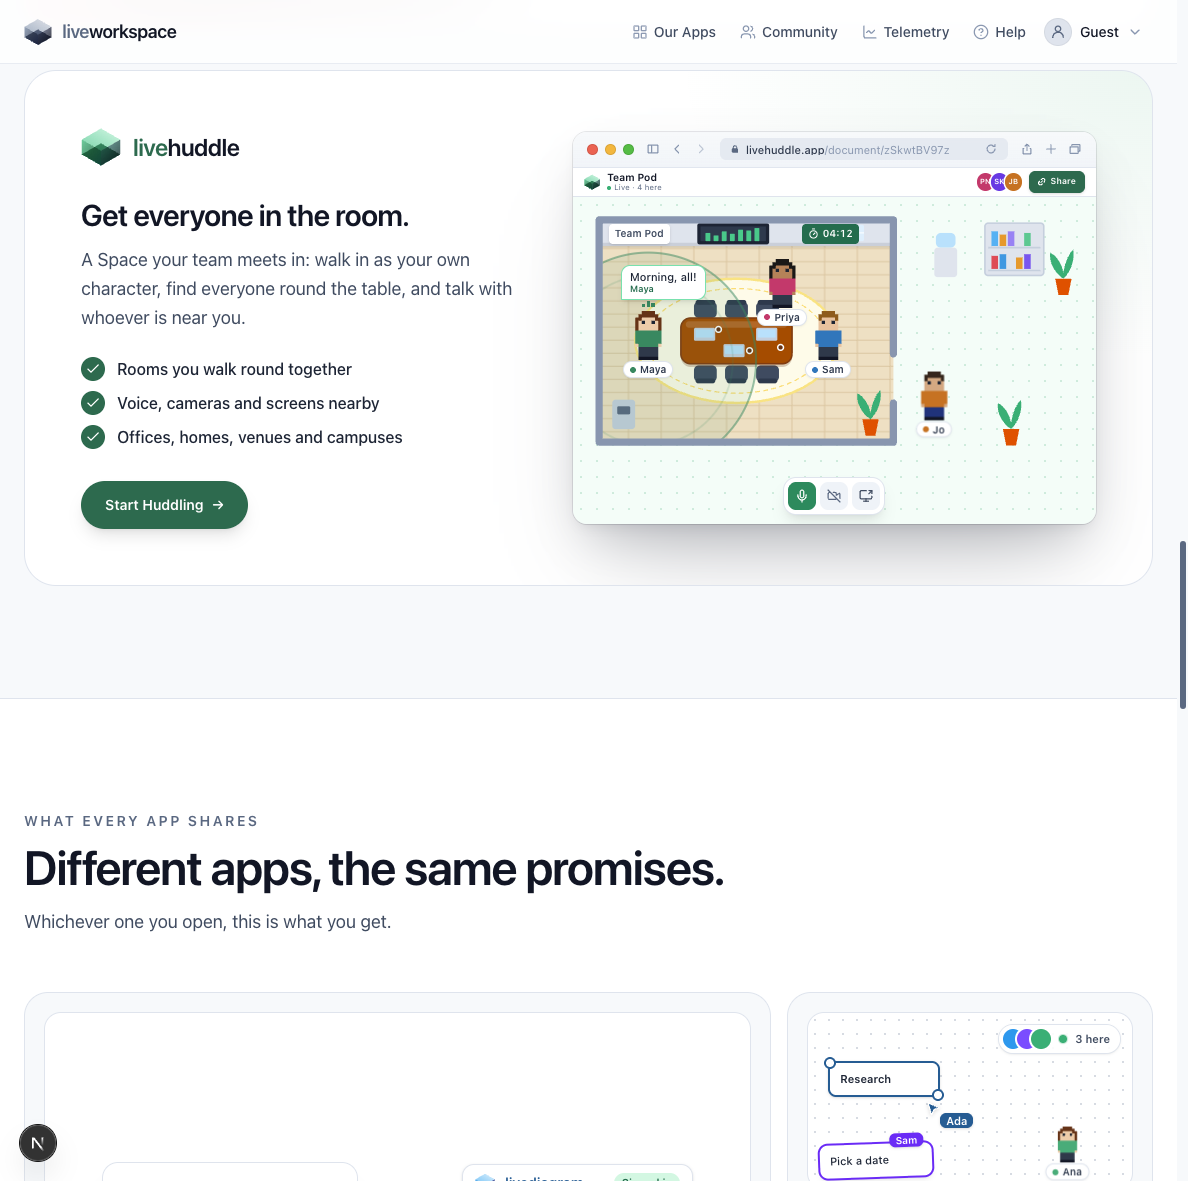 liveworkspace
Our Apps
Community
Telemetry
Help
Guest
livehuddle
Get everyone in the room.
A Space your team meets in: walk in as your own
character, find everyone round the table, and talk with
whoever is near you.
Rooms you walk round together
Voice, cameras and screens nearby
Offices, homes, venues and campuses
Start Huddling
livehuddle.app/document/zSkwtBV97z
Team Pod
Live · 4 here
PN
SK
JB
Share
Team Pod
04:12
Morning, all!
Maya
Priya
Maya
Sam
Jo
WHAT EVERY APP SHARES
Different apps, the same promises.
Whichever one you open, this is what you get.
3 here
Research
Ada
Sam
Pick a date
Ana
N